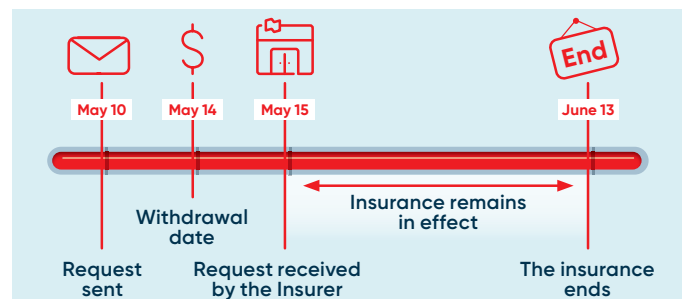 $
End
May 10
May 14
May 15
June 13
Insurance remains
in effect
Withdrawal
date
Request
sent
Request received
by the Insurer
The insurance
ends